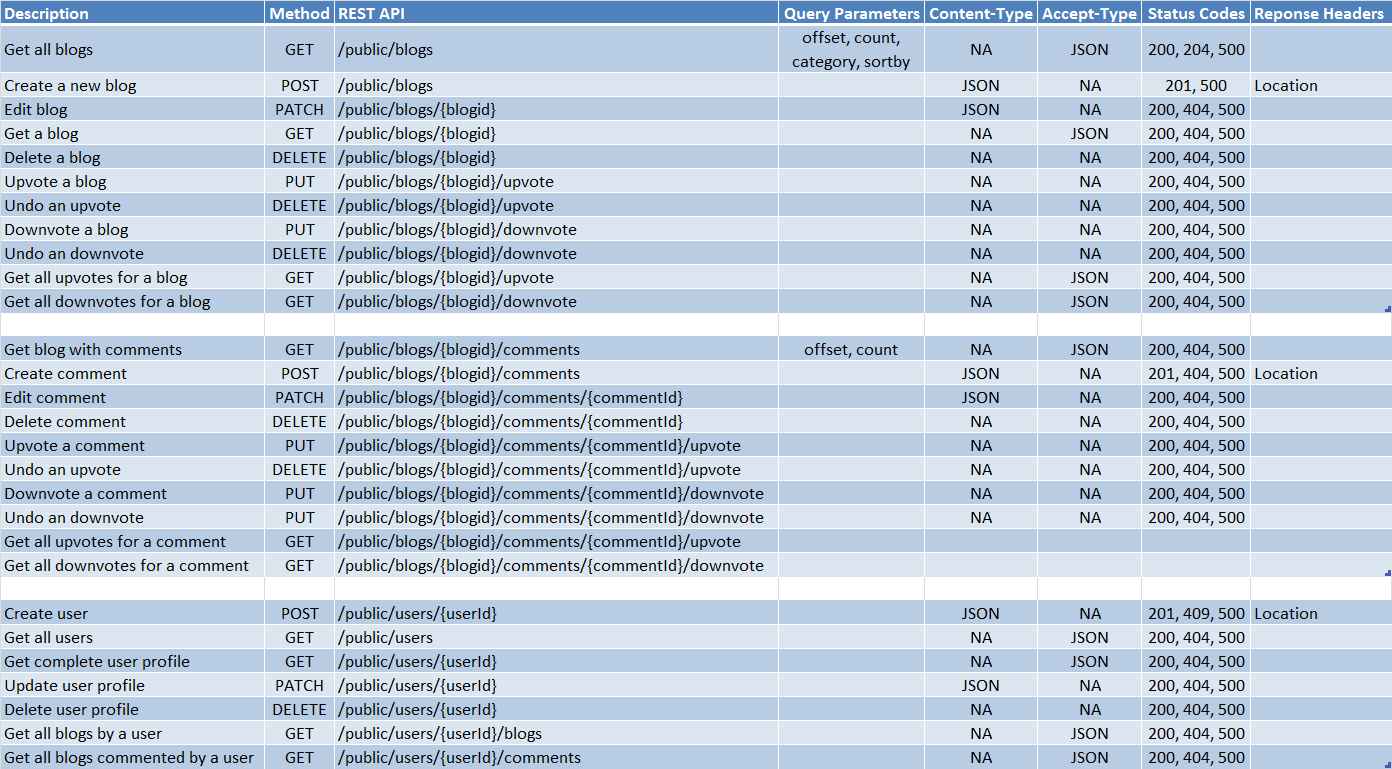 Description Method REST API Query Parameters Content-Type Accept-Type Status Codes Reponse Headers
Get all blogs GET /public/blogs offset, count, category, sortby NA JSON 200, 204, 500
Create a new blog POST /public/blogs JSON NA 201, 500 Location
Edit blog PATCH /public/blogs/{blogid} JSON NA 200, 404, 500
Get a blog GET /public/blogs/{blogid} NA JSON 200, 404, 500
Delete a blog DELETE /public/blogs/{blogid} NA NA 200, 404, 500
Upvote a blog PUT /public/blogs/{blogid}/upvote NA NA 200, 404, 500
Undo an upvote DELETE /public/blogs/{blogid}/upvote NA NA 200, 404, 500
Downvote a blog PUT /public/blogs/{blogid}/downvote NA NA 200, 404, 500
Undo an downvote DELETE /public/blogs/{blogid}/downvote NA NA 200, 404, 500
Get all upvotes for a blog GET /public/blogs/{blogid}/upvote NA JSON 200, 404, 500
Get all downvotes for a blog GET /public/blogs/{blogid}/downvote NA JSON 200, 404, 500
Get blog with comments GET /public/blogs/{blogid}/comments offset, count NA JSON 200, 404, 500
Create comment POST /public/blogs/{blogid}/comments JSON NA 201, 404, 500 Location
Edit comment PATCH /public/blogs/{blogid}/comments/{commentId} JSON NA 200, 404, 500
Delete comment DELETE /public/blogs/{blogid}/comments/{commentId} NA NA 200, 404, 500
Upvote a comment PUT /public/blogs/{blogid}/comments/{commentId}/upvote NA NA 200, 404, 500
Undo an upvote DELETE /public/blogs/{blogid}/comments/{commentId}/upvote NA NA 200, 404, 500
Downvote a comment PUT /public/blogs/{blogid}/comments/{commentId}/downvote NA NA 200, 404, 500
Undo an downvote PUT /public/blogs/{blogid}/comments/{commentId}/downvote NA NA 200, 404, 500
Get all upvotes for a comment GET /public/blogs/{blogid}/comments/{commentId}/upvote
Get all downvotes for a comment GET /public/blogs/{blogid}/comments/{commentId}/downvote
Create user POST /public/users/{userId} JSON NA 201, 409, 500 Location
Get all users GET /public/users NA JSON 200, 404, 500
Get complete user profile GET /public/users/{userId} NA JSON 200, 404, 500
Update user profile PATCH /public/users/{userId} JSON NA 200, 404, 500
Delete user profile DELETE /public/users/{userId} NA NA 200, 404, 500
Get all blogs by a user GET /public/users/{userId}/blogs NA JSON 200, 404, 500
Get all blogs commented by a user GET /public/users/{userId}/comments NA JSON 200, 404, 500